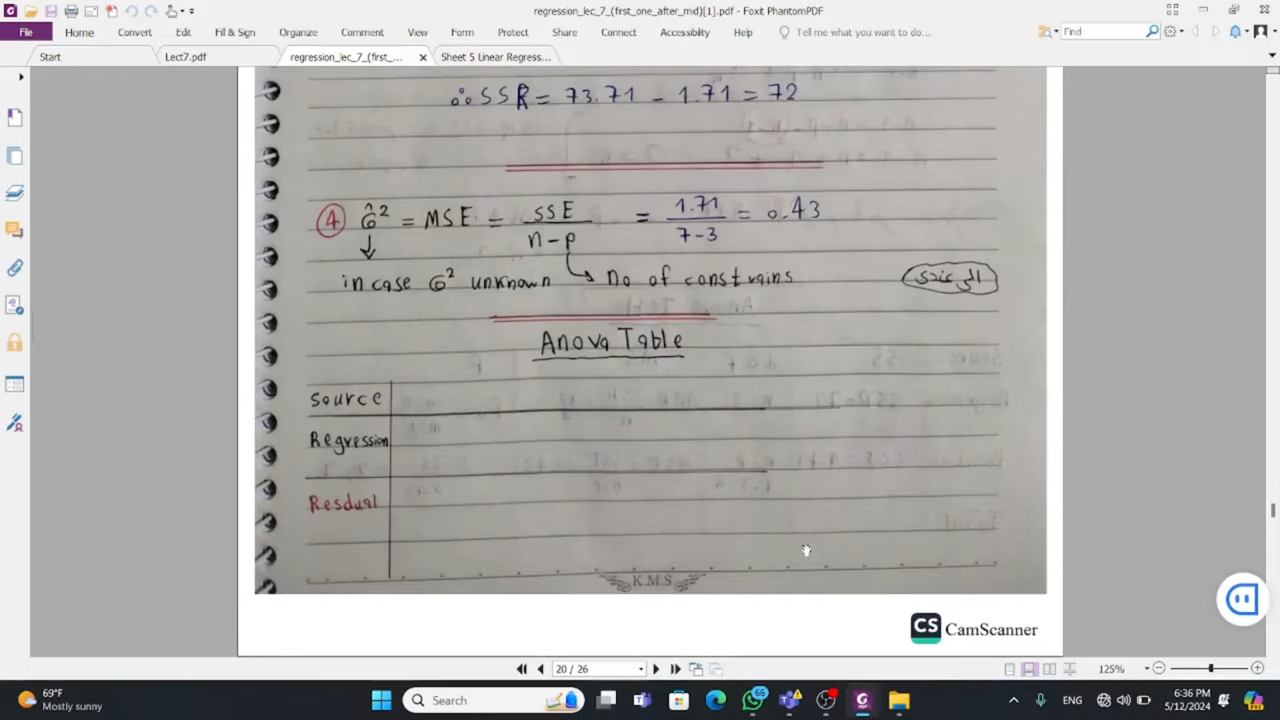 regression_lec_7_(first_one_after_md)[1].pdf - Foxit PhantomPDF
File Home Convert Edit Fill & Sign Organize Comment View Form Protect Share Connect Accessibility Help Tell me what you want to do... Find
Start Lect7.pdf regression_lec_7_(first_... Sheet 5 Linear Regress...
∴ SSR = 73.71 - 1.71 = 72
④ σ̂² = MSE = SSE / n-p = 1.71 / 7-3 = 0.43
in case σ² unknown no of constrains
Anova Table
Source
Regression
Resdual
K.M.S
CS CamScanner
20 / 26 125%
69°F
Mostly sunny
Search
66
ENG
6:36 PM
5/12/2024